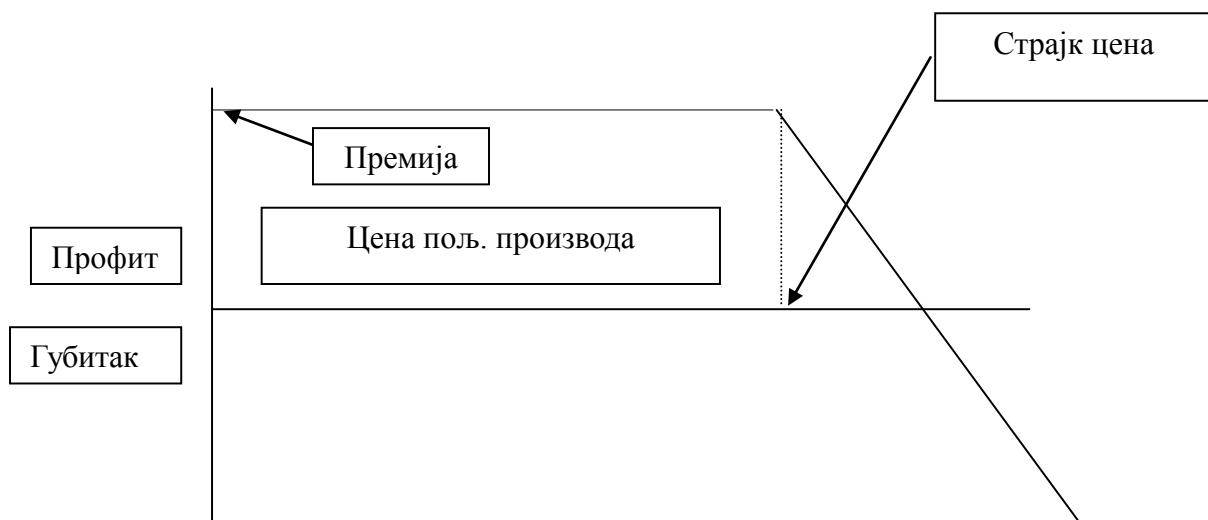 Страјк цена
Премија
Цена пољ. производа
Профит
Губитак